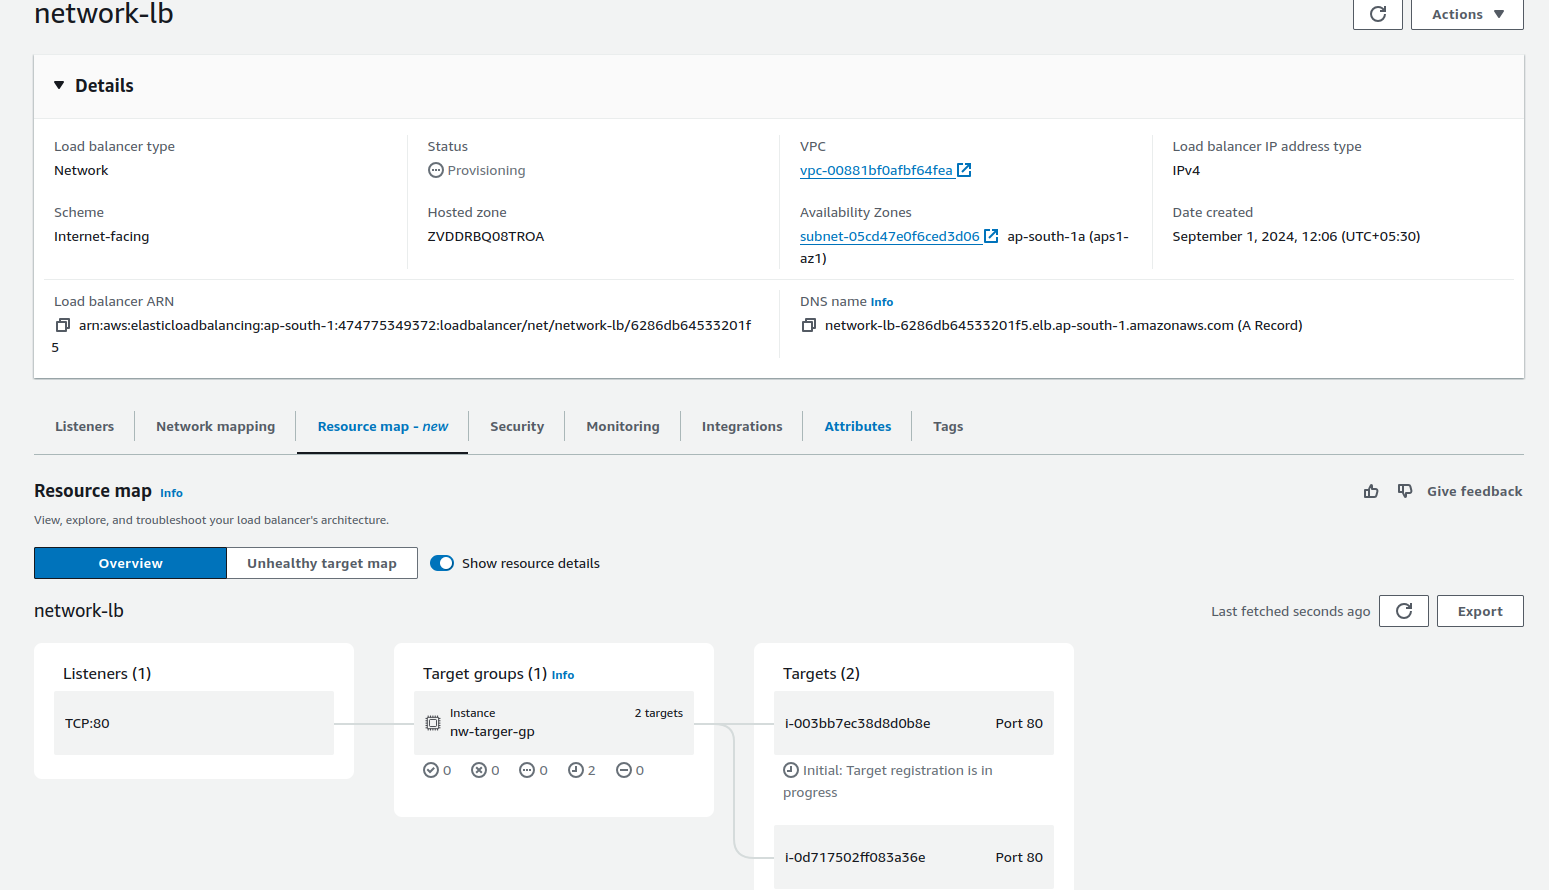 network-lb
Actions
Details
Load balancer type
Network
Status
Provisioning
VPC
vpc-00881bf0afbf64fea
Load balancer IP address type
IPv4
Scheme
Internet-facing
Hosted zone
ZVDDRBQ08TROA
Availability Zones
subnet-05cd47e0f6ced3d06 ap-south-1a (aps1-
az1)
Date created
September 1, 2024, 12:06 (UTC+05:30)
Load balancer ARN
arn:aws:elasticloadbalancing:ap-south-1:474775349372:loadbalancer/net/network-lb/6286db64533201f
5
DNS name Info
network-lb-6286db64533201f5.elb.ap-south-1.amazonaws.com (A Record)
Listeners
Network mapping
Resource map - new
Security
Monitoring
Integrations
Attributes
Tags
Resource map Info
Give feedback
View, explore, and troubleshoot your load balancer's architecture.
Overview
Unhealthy target map
Show resource details
network-lb
Last fetched seconds ago
Export
Listeners (1)
TCP:80
Target groups (1) Info
Instance
2 targets
nw-targer-gp
0 0 0 2 0
Targets (2)
i-003bb7ec38d8d0b8e Port 80
Initial: Target registration is in
progress
i-0d717502ff083a36e Port 80